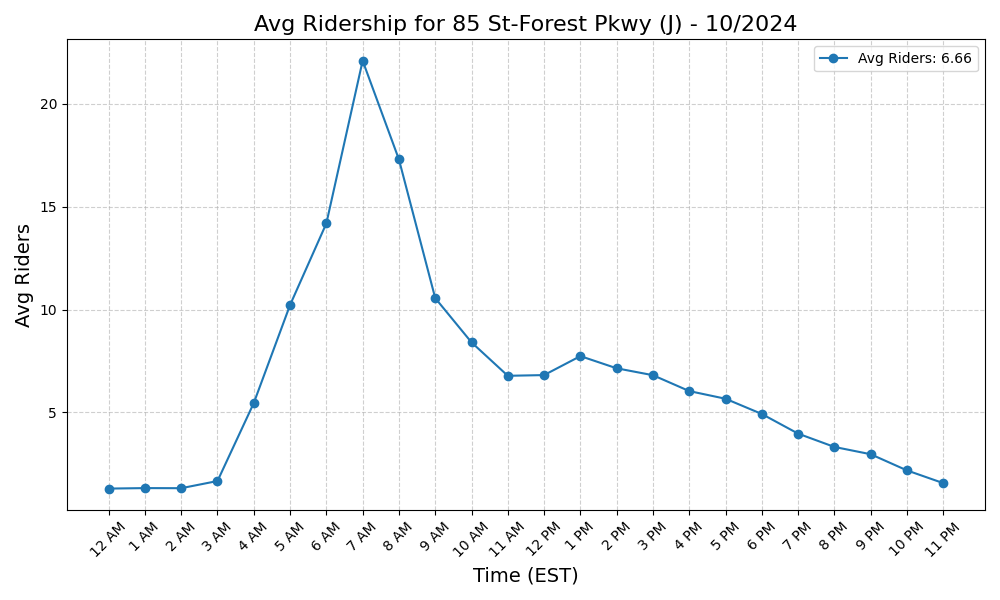 Avg Ridership for 85 St-Forest Pkwy (J) - 10/2024
Avg Riders: 6.66
Avg Riders
20
15
10
5
12 AM
1 AM
2 AM
3 AM
4 AM
5 AM
6 AM
7 AM
8 AM
9 AM
10 AM
11 AM
12 PM
1 PM
2 PM
3 PM
4 PM
5 PM
6 PM
7 PM
8 PM
9 PM
10 PM
11 PM
Time (EST)